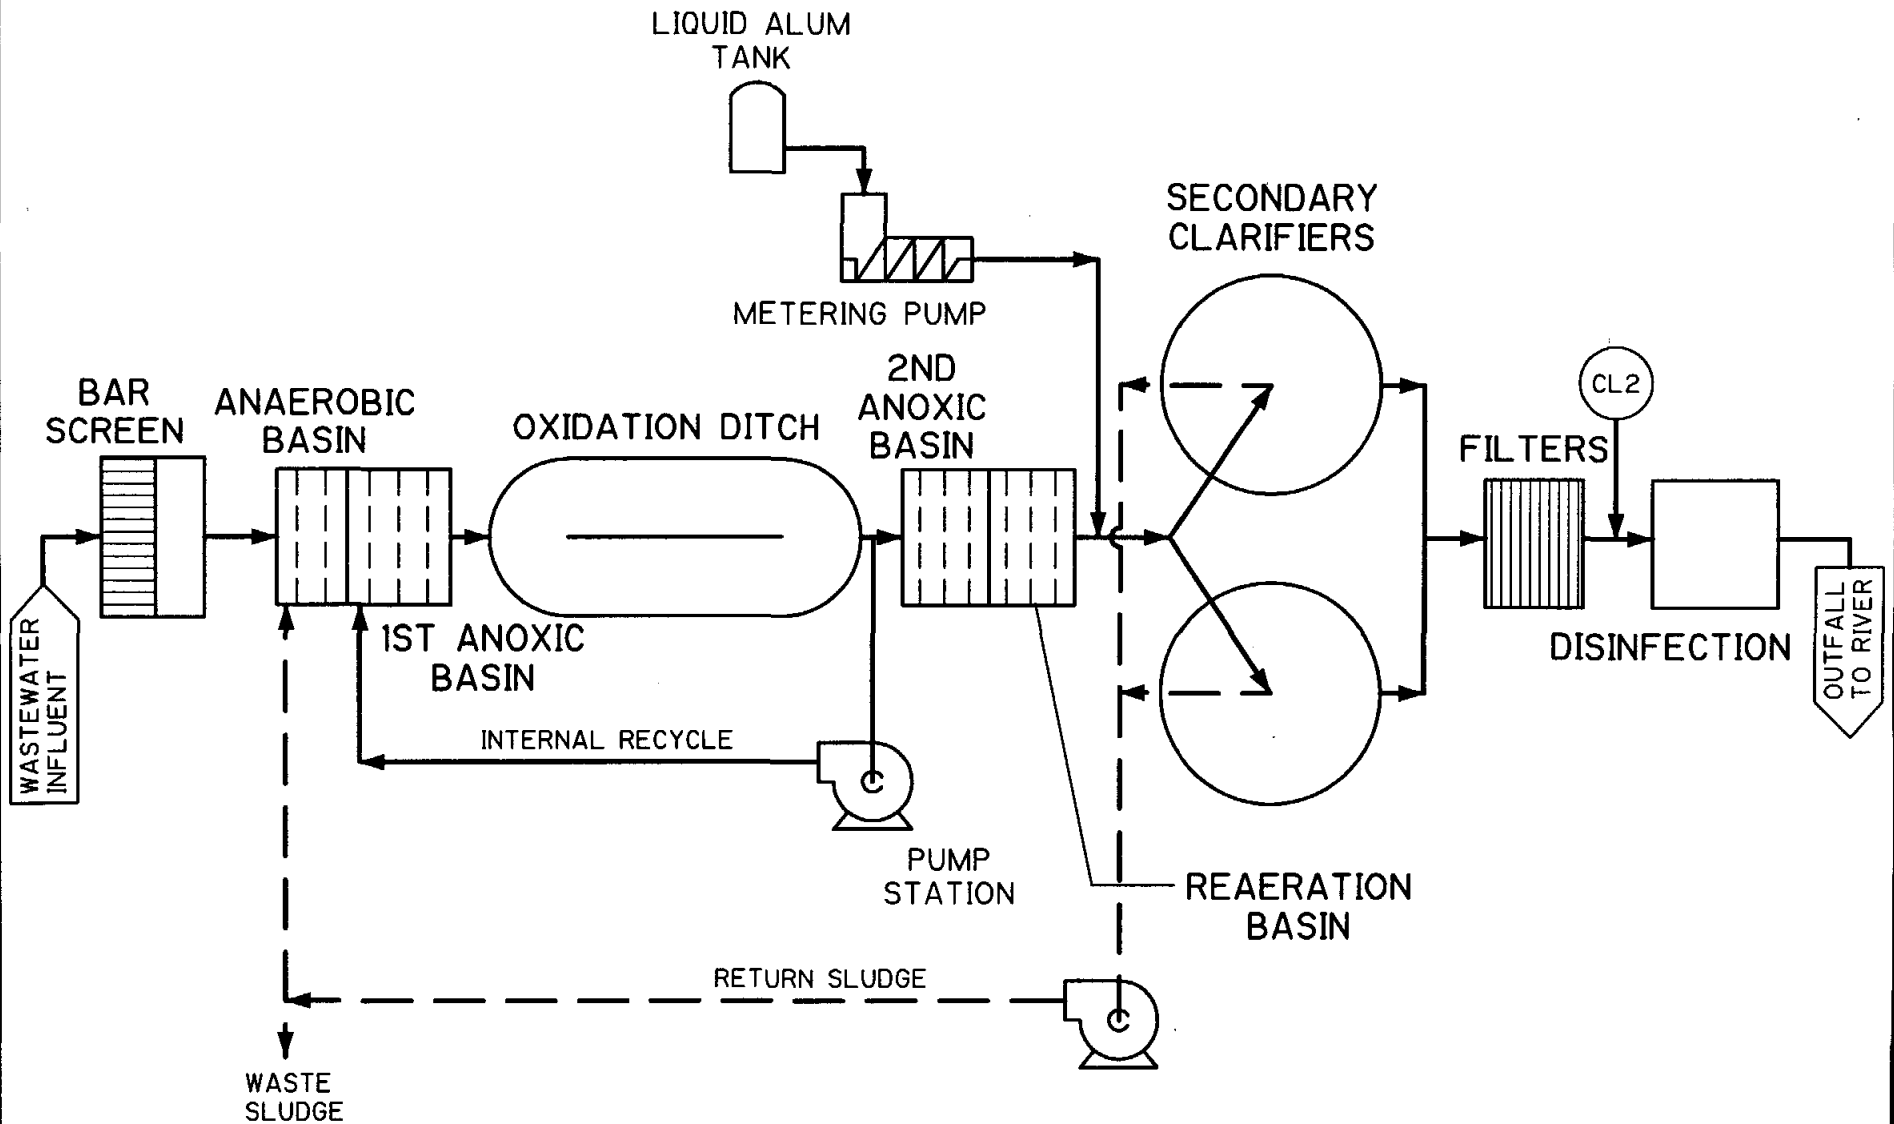 LIQUID ALUM
TANK
METERING PUMP
SECONDARY
CLARIFIERS
BAR
SCREEN
ANAEROBIC
BASIN
OXIDATION DITCH
2ND
ANOXIC
BASIN
CL2
FILTERS
1ST ANOXIC
BASIN
DISINFECTION
WASTEWATER
INFLUENT
OUTFALL
TO RIVER
INTERNAL RECYCLE
PUMP
STATION
REAERATION
BASIN
RETURN SLUDGE
WASTE
SLUDGE